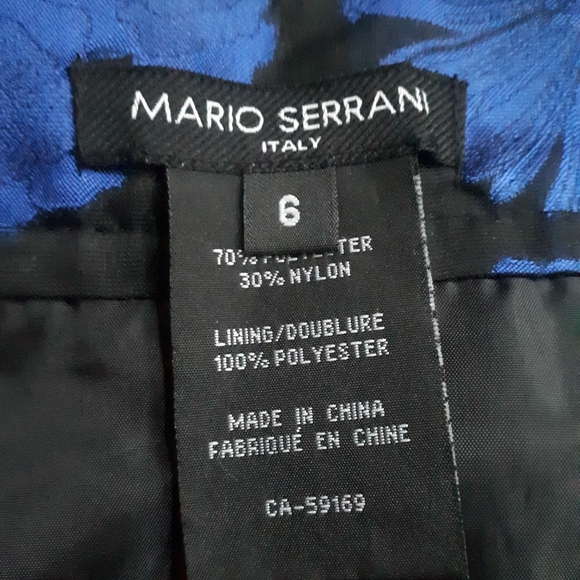 MARIO SERRANI
ITALY
6
70% POLYESTER
30% NYLON
LINING/DOUBLURE
100% POLYESTER
MADE IN CHINA
FABRIQUÉ EN CHINE
CA-59169